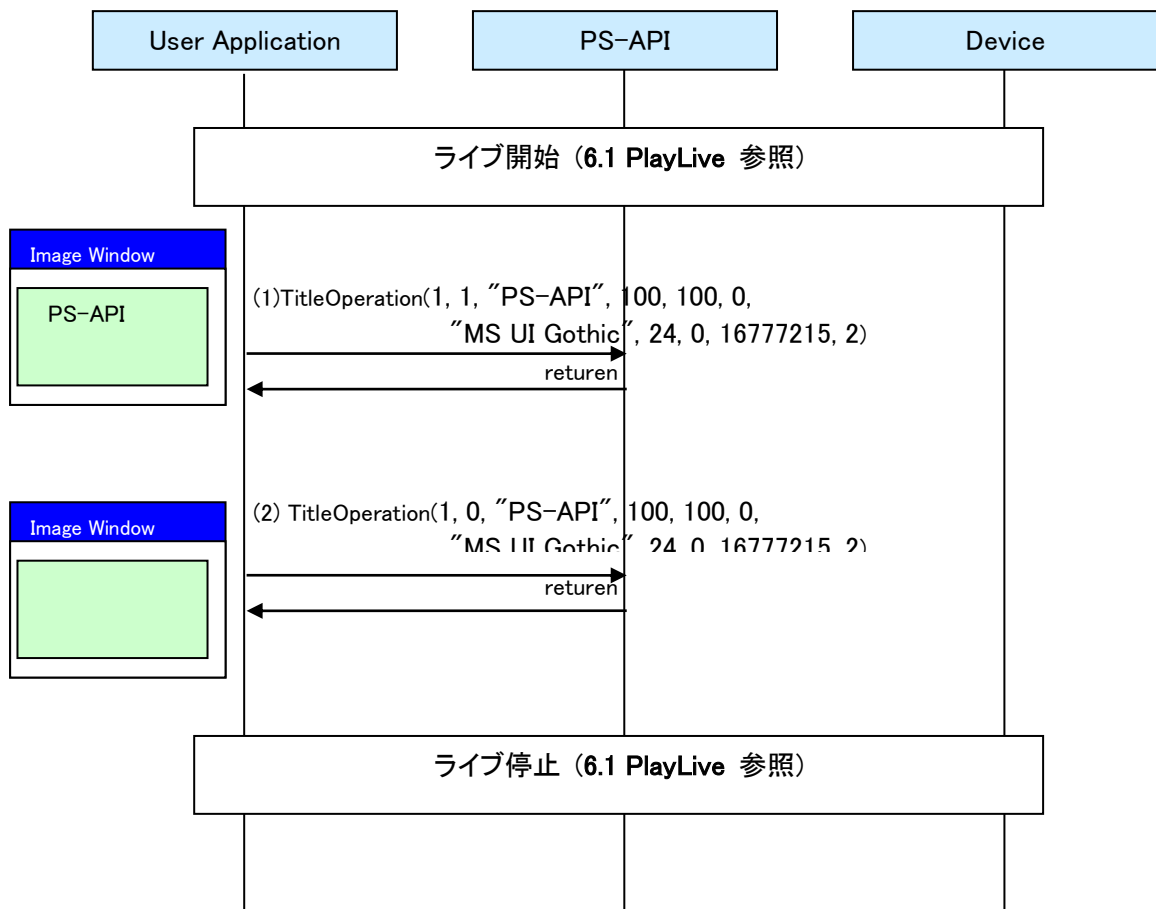 User Application
PS-API
Device
ライブ開始 (6.1 PlayLive 参照)
Image Window
PS-API
(1)TitleOperation(1, 1, "PS-API", 100, 100, 0,
"MS UI Gothic", 24, 0, 16777215, 2)
returen
Image Window
(2) TitleOperation(1, 0, "PS-API", 100, 100, 0,
"MS UI Gothic", 24, 0, 16777215, 2)
returen
ライブ停止 (6.1 PlayLive 参照)